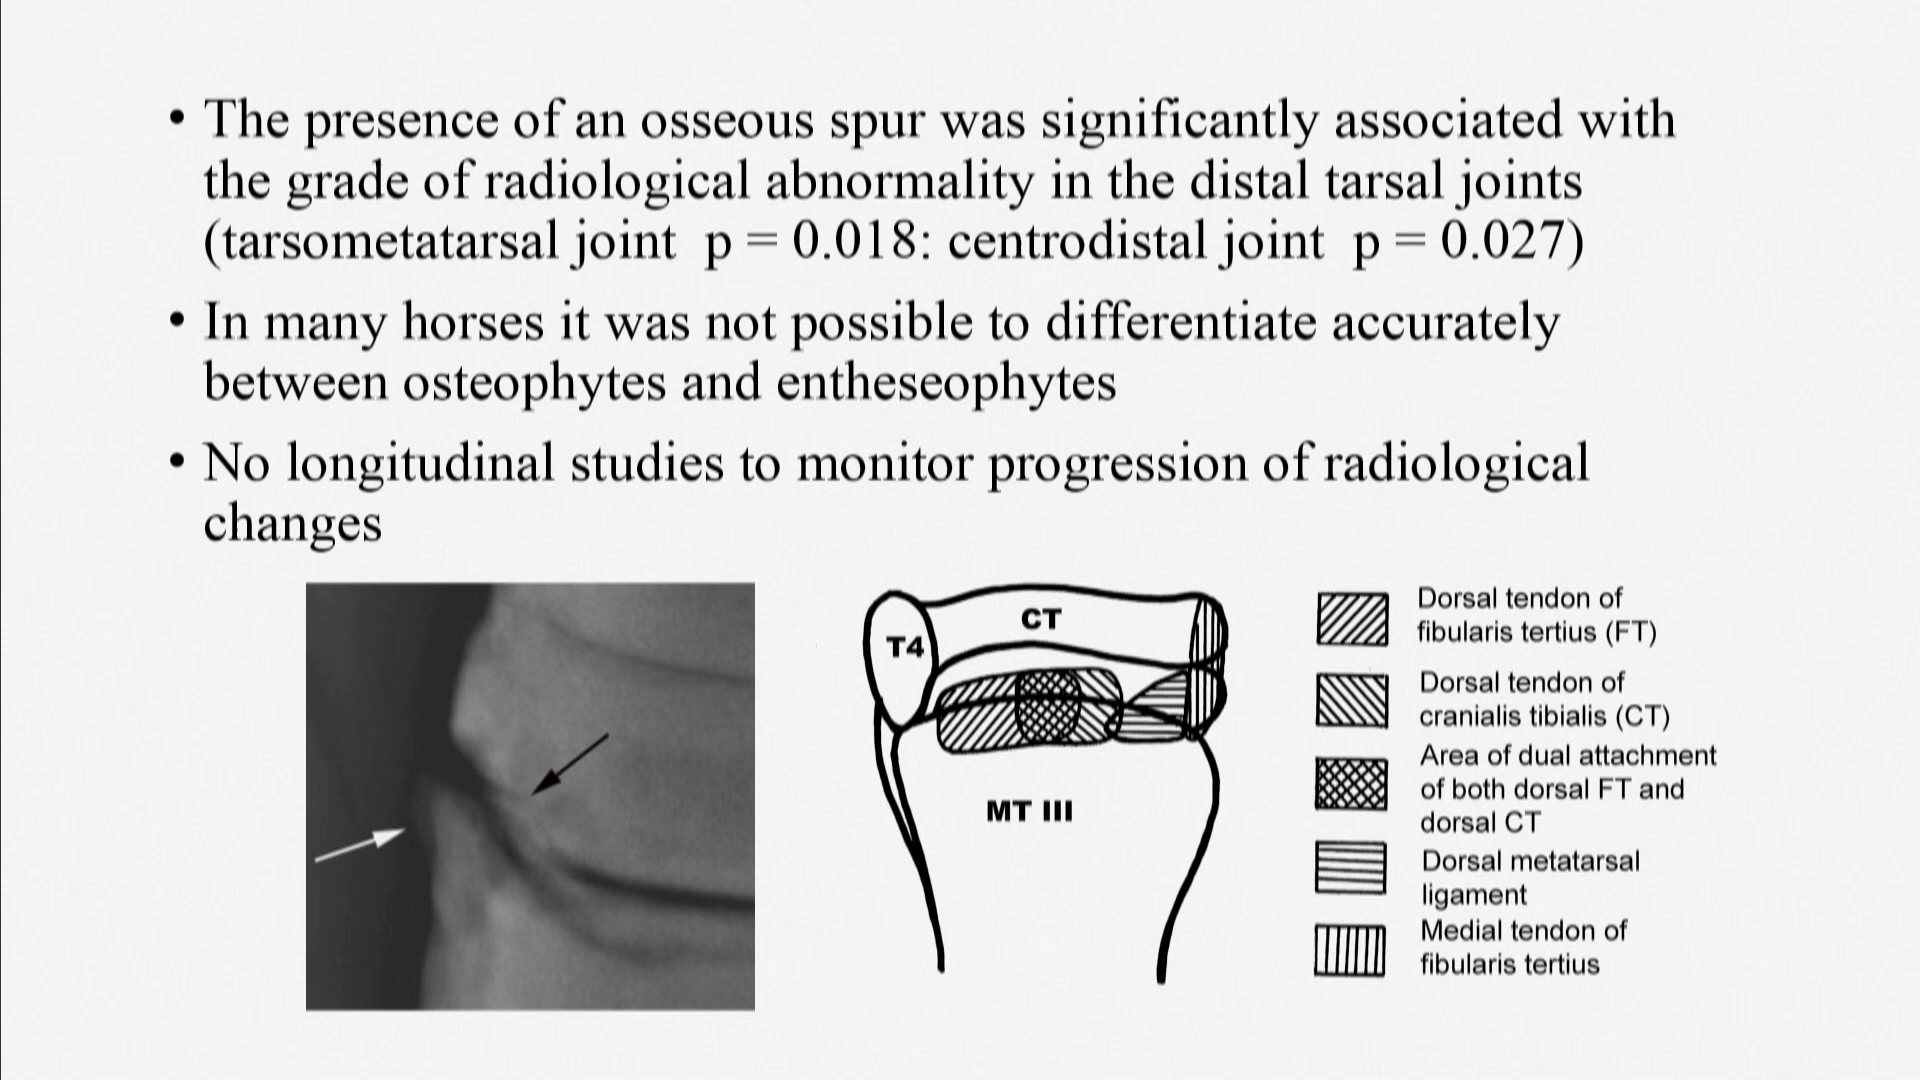 • The presence of an osseous spur was significantly associated with
the grade of radiological abnormality in the distal tarsal joints
(tarsometatarsal joint  p = 0.018: centrodistal joint  p = 0.027)
• In many horses it was not possible to differentiate accurately
between osteophytes and entheseophytes
• No longitudinal studies to monitor progression of radiological
changes
CT
T4
MT III
Dorsal tendon of
fibularis tertius (FT)
Dorsal tendon of
cranialis tibialis (CT)
Area of dual attachment
of both dorsal FT and
dorsal CT
Dorsal metatarsal
ligament
Medial tendon of
fibularis tertius